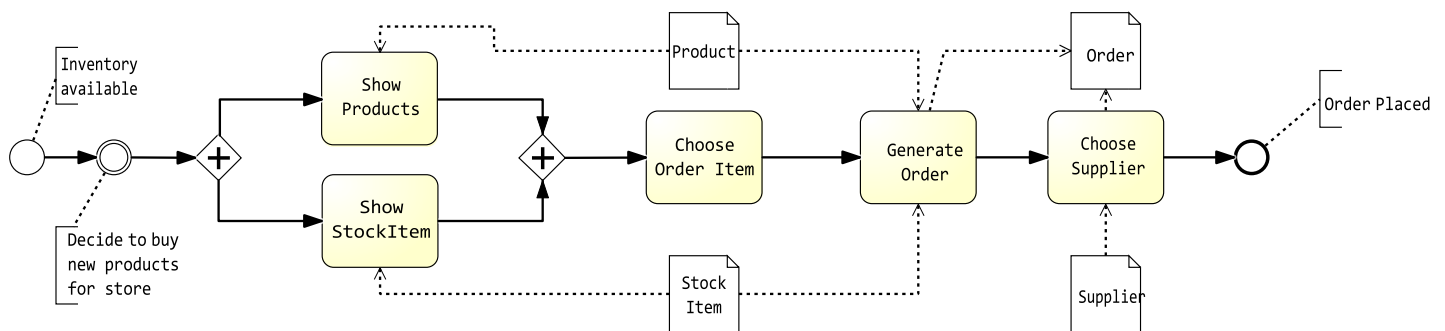 Inventory
available
Decide to buy
new products
for store
Show
Products
Show
StockItem
Product
Choose
Order Item
Stock
Item
Generate
Order
Order
Choose
Supplier
Supplier
Order Placed